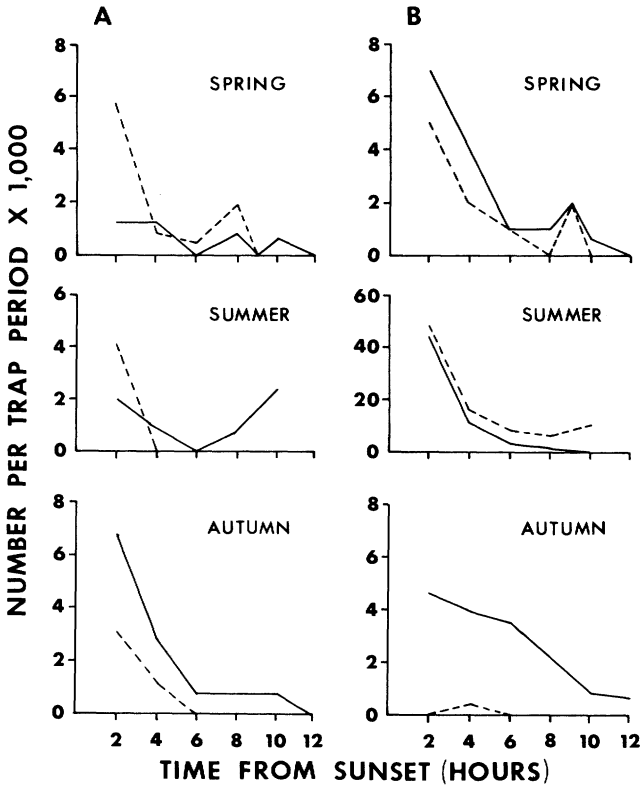 A B
NUMBER PER TRAP PERIOD X 1,000
8
6
4
2
0
SPRING
8
6
4
2
0
SPRING
6
4
2
0
SUMMER
60
40
20
0
SUMMER
8
6
4
2
0
AUTUMN
2 4 6 8 10 12
8
6
4
2
0
AUTUMN
2 4 6 8 10 12
TIME FROM SUNSET (HOURS)